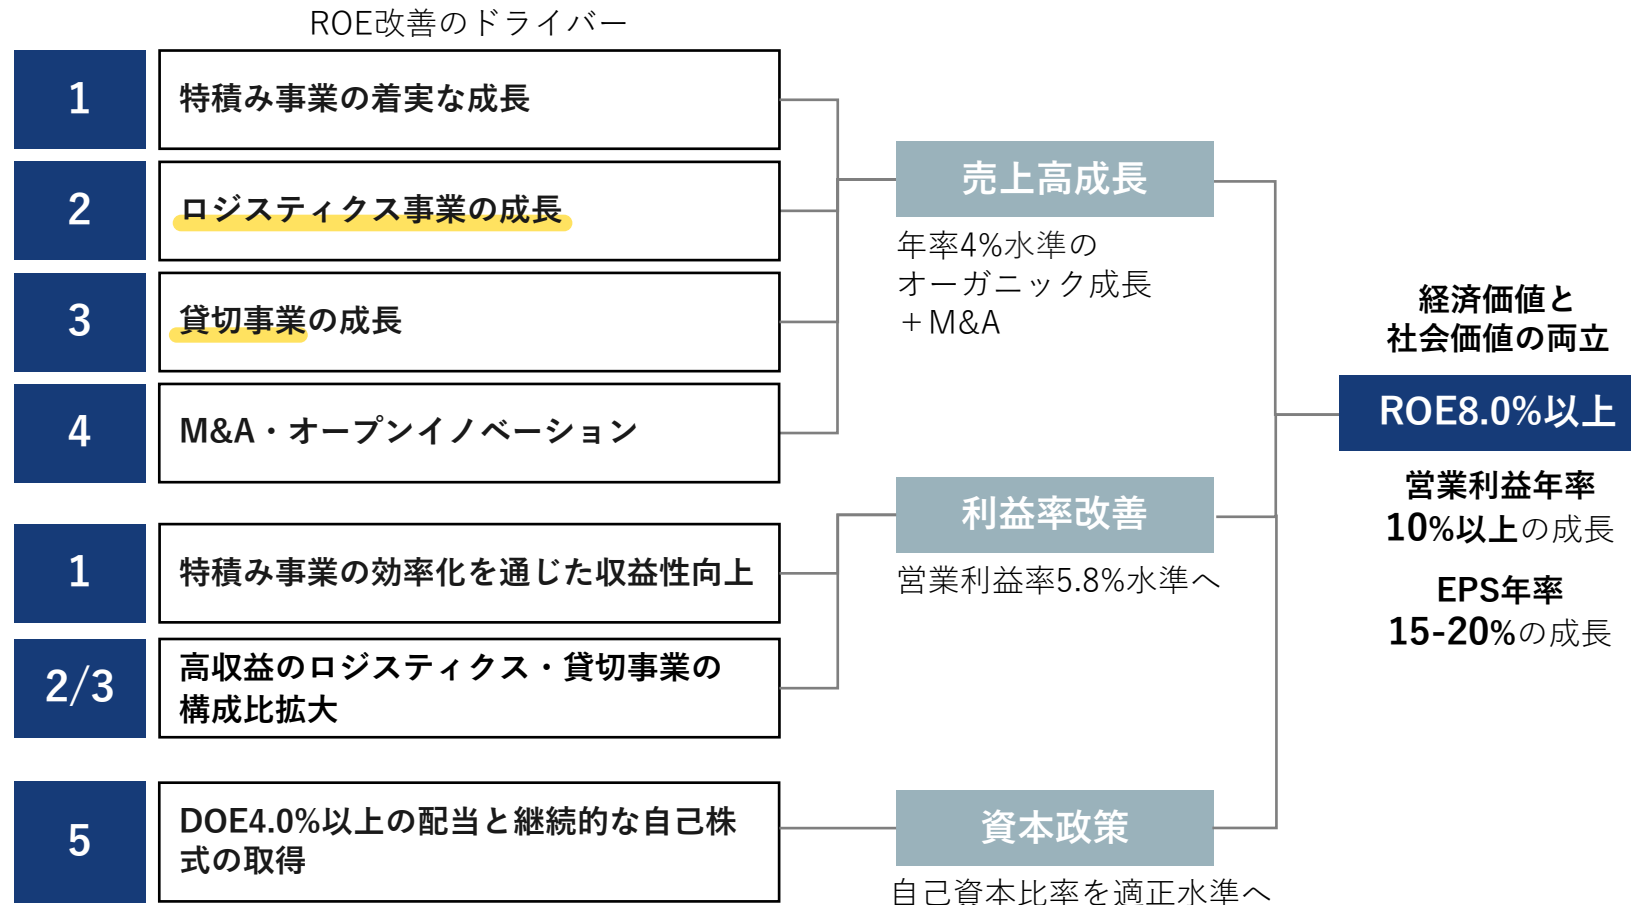 ROE改善のドライバー
1
特積み事業の着実な成長
2
ロジスティクス事業の成長
3
貸切事業の成長
4
M&A・オープンイノベーション
売上高成長
年率4%水準の
オーガニック成長
+M&A
1
特積み事業の効率化を通じた収益性向上
2/3
高収益のロジスティクス・貸切事業の
構成比拡大
利益率改善
営業利益率5.8%水準へ
5
DOE4.0%以上の配当と継続的な自己株
式の取得
資本政策
自己資本比率を適正水準へ
経済価値と
社会価値の両立
ROE8.0%以上
営業利益年率
10%以上の成長
EPS年率
15-20%の成長